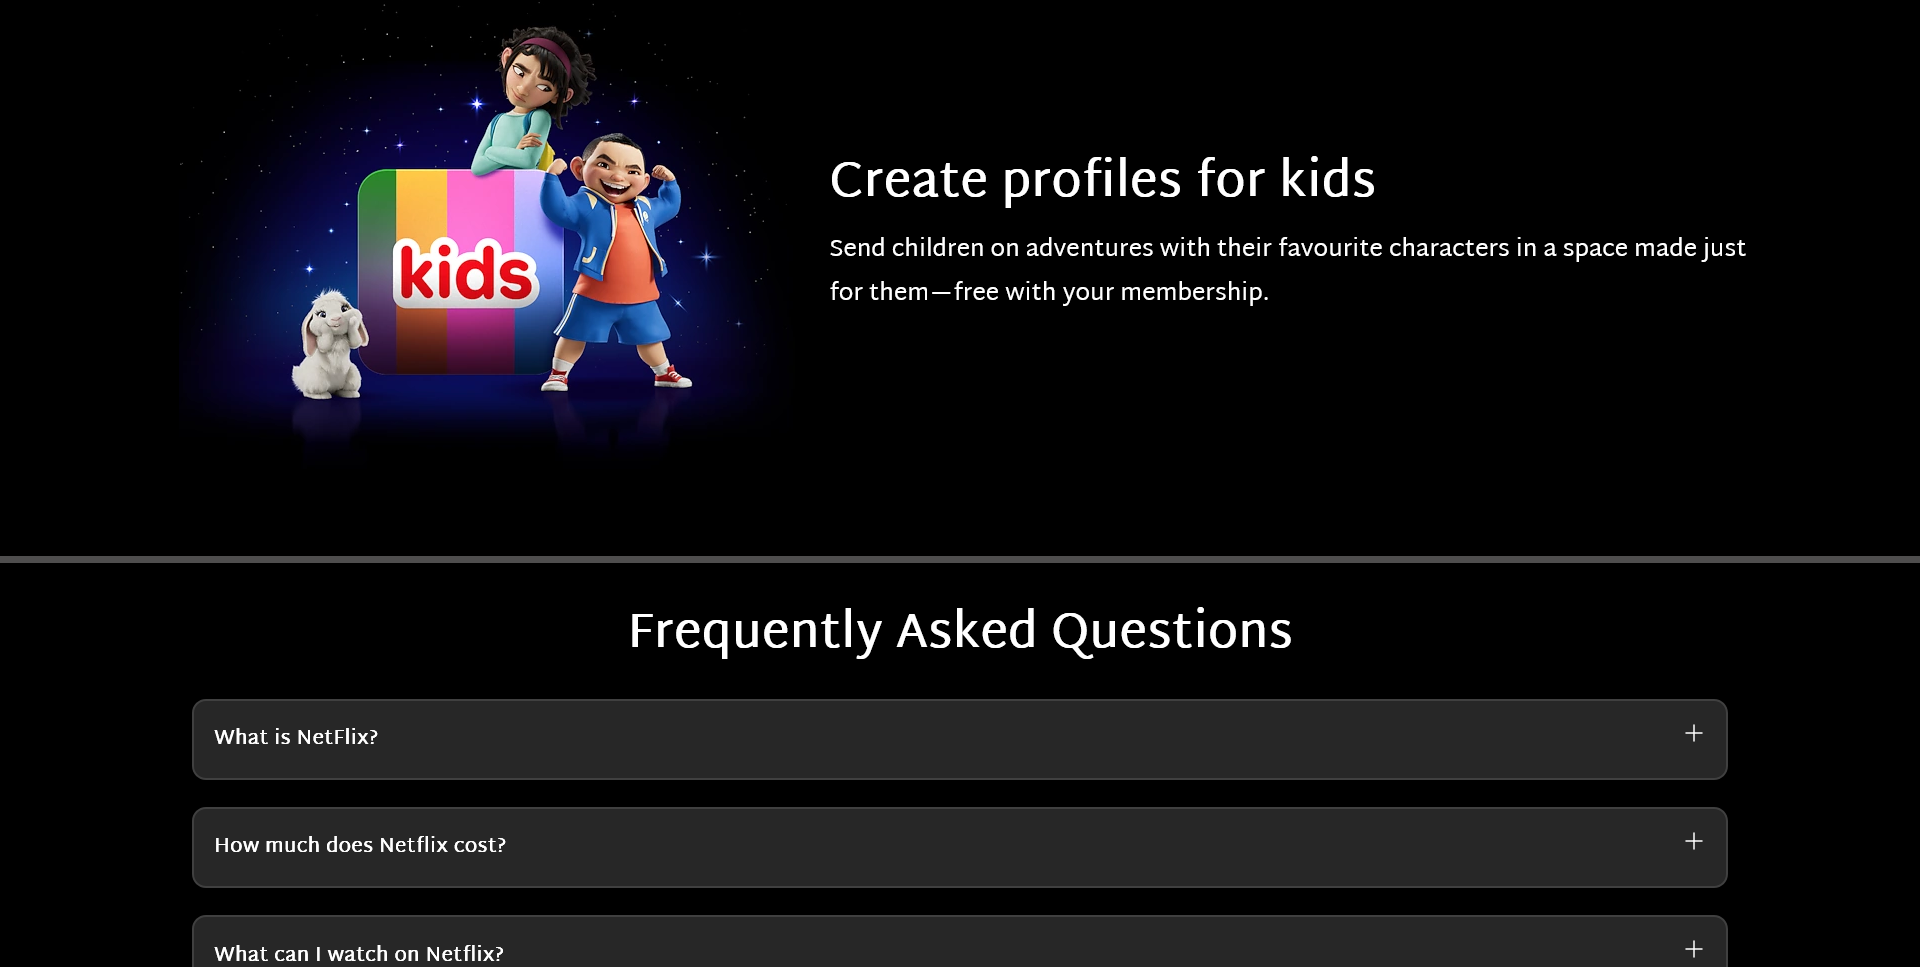 kids
Create profiles for kids
Send children on adventures with their favourite characters in a space made just
for them—free with your membership.
Frequently Asked Questions
What is NetFlix?
How much does Netflix cost?
What can I watch on Netflix?